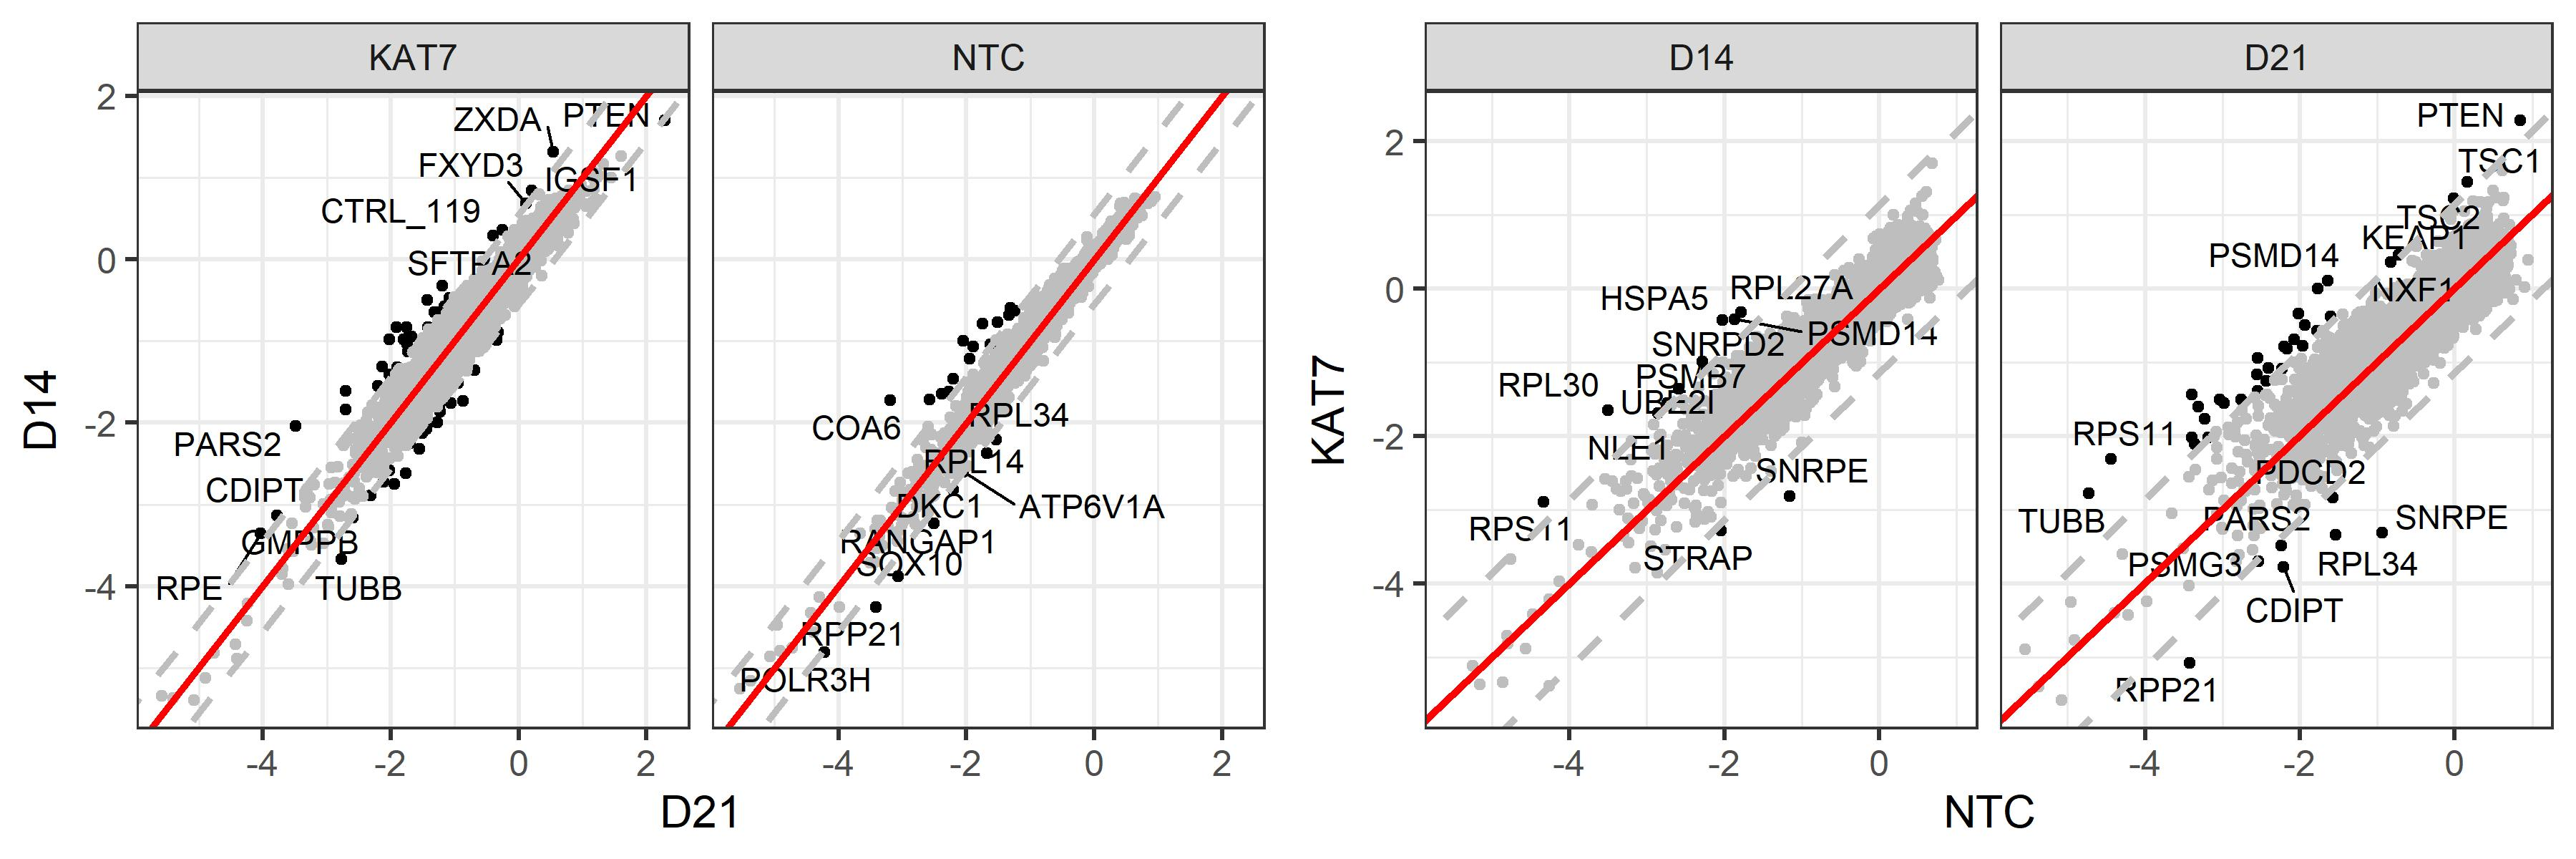 KAT7
NTC
D14
D21
2
0
-2
-4
D14
ZXDA
PTEN
FXYD3
IGSF1
CTRL_119
SFTPA2
PARS2
CDIPT
GMPPB
RPE
TUBB
COA6
RPL34
RPL14
DKC1
ATP6V1A
RANGAP1
SOX10
RPP21
POLR3H
-4
-2
0
2
-4
-2
0
2
D21
2
0
-2
-4
KAT7
HSPA5
RPL27A
PSMD14
SNRPD2
PSMB7
RPL30
UBE2I
NLE1
SNRPE
RPS11
STRAP
PTEN
TSC1
TSC2
KEAP1
PSMD14
NXF1
RPS11
PDCD2
TUBB
PARS2
SNRPE
PSMG3
RPL34
CDIPT
RPP21
-4
-2
0
-4
-2
0
NTC